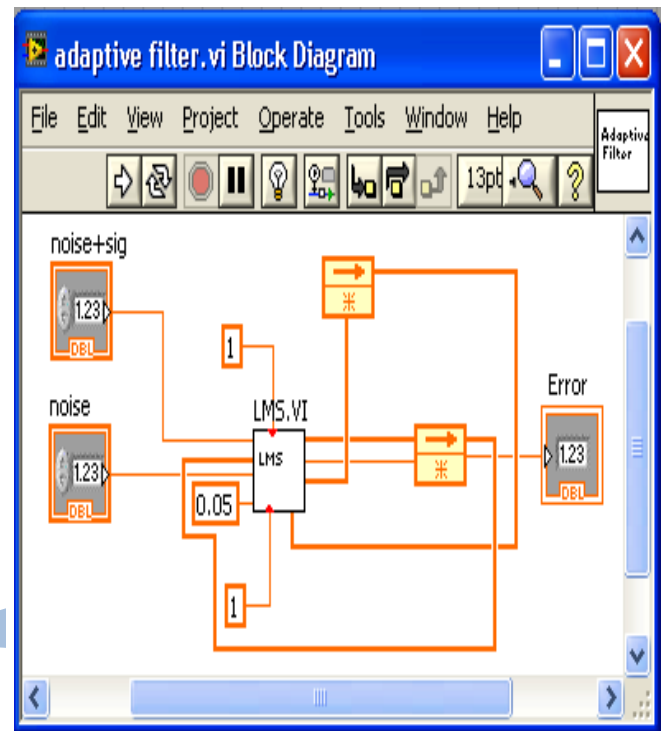 adaptive filter.vi Block Diagram
File Edit View Project Operate Tools Window Help
Adaptive
Filter
13pt
noise+sig
1.23
DBL
1
noise
LMS.VI
Error
1.23
DBL
LMS
1.23
DBL
0.05
1